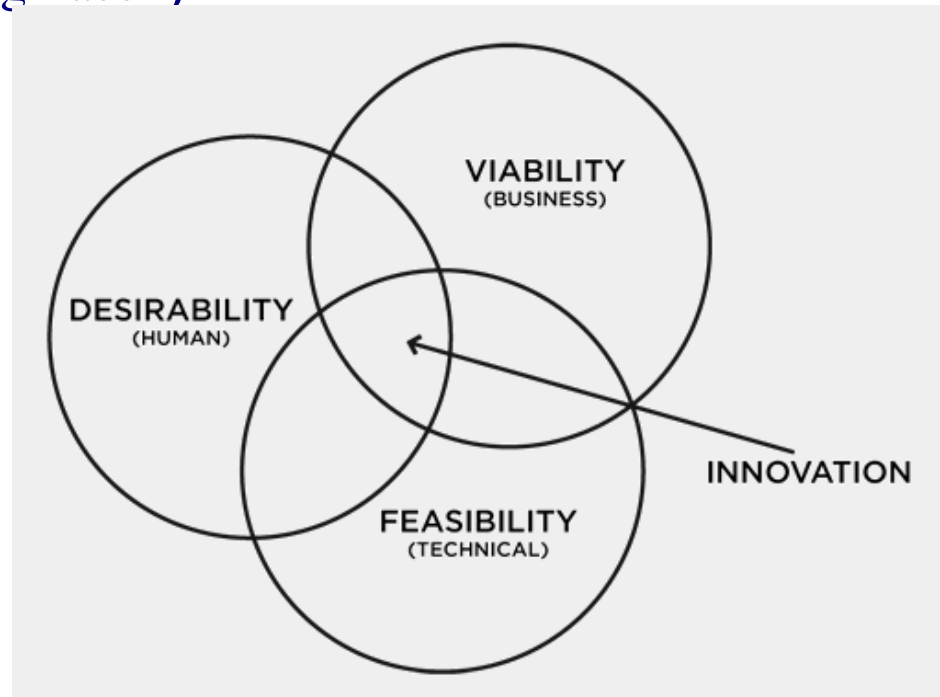 VIABILITY
(BUSINESS)
DESIRABILITY
(HUMAN)
INNOVATION
FEASIBILITY
(TECHNICAL)